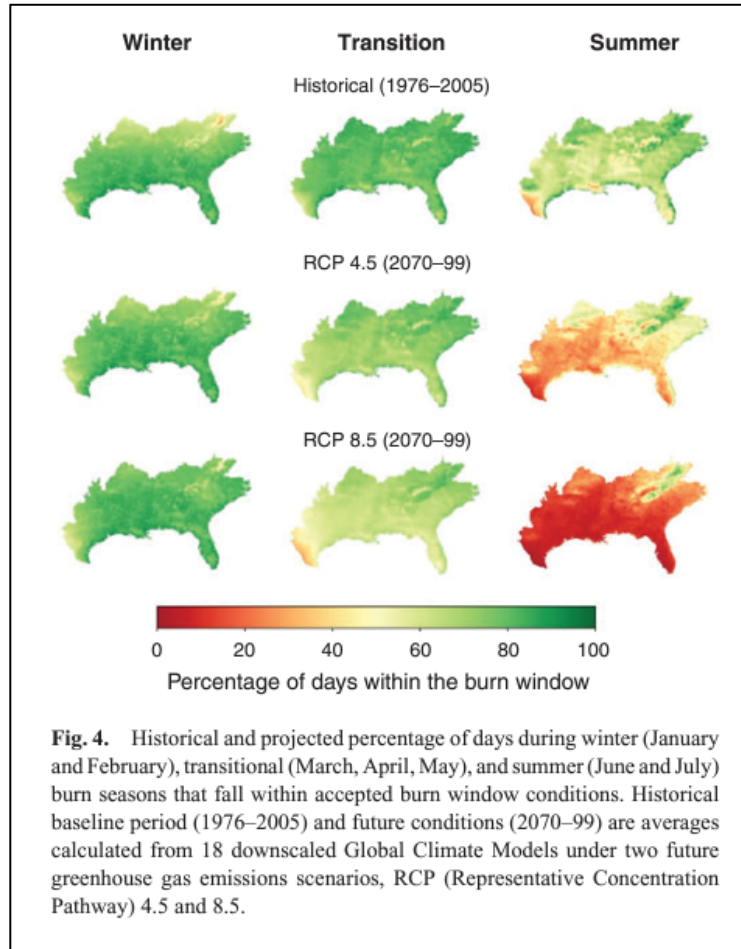 Winter Transition Summer
Historical (1976–2005)
RCP 4.5 (2070–99)
RCP 8.5 (2070–99)
0 20 40 60 80 100
Percentage of days within the burn window
Fig. 4. Historical and projected percentage of days during winter (January
and February), transitional (March, April, May), and summer (June and July)
burn seasons that fall within accepted burn window conditions. Historical
baseline period (1976–2005) and future conditions (2070–99) are averages
calculated from 18 downscaled Global Climate Models under two future
greenhouse gas emissions scenarios, RCP (Representative Concentration
Pathway) 4.5 and 8.5.